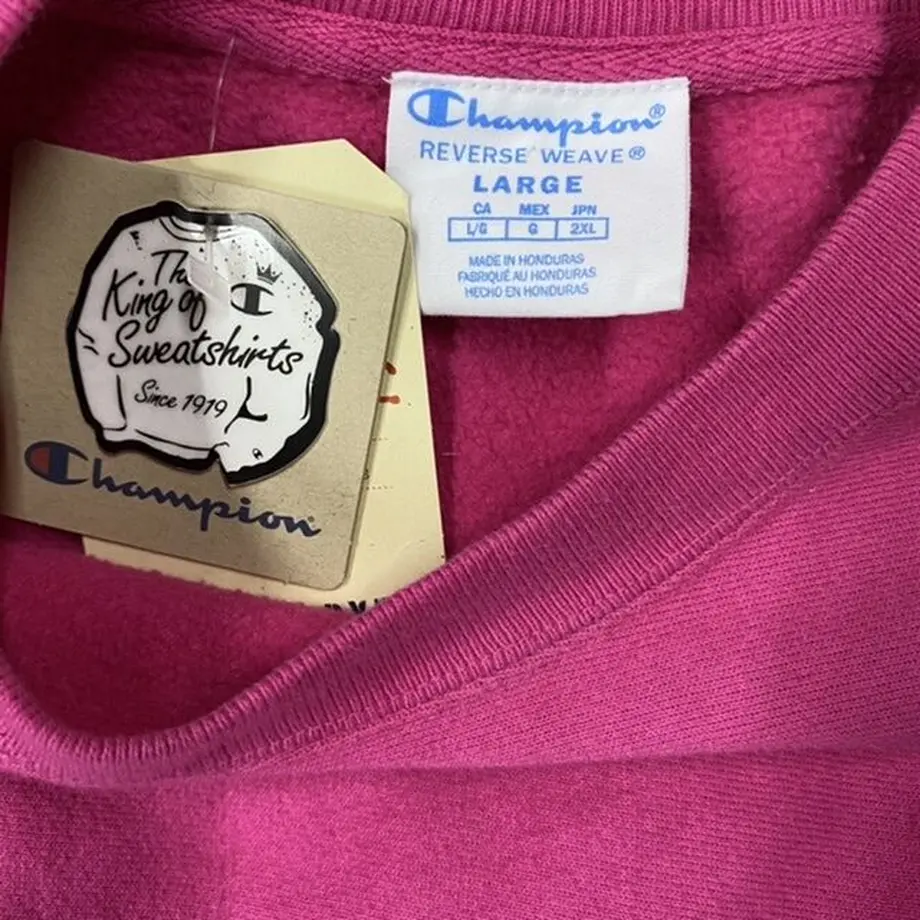 Champion®
REVERSE WEAVE®
LARGE
CA MEX JPN
L/G G 2XL
MADE IN HONDURAS
FABRIQUÉ AU HONDURAS
HECHO EN HONDURAS
The
King of
Sweatshirts
Since 1919
Champion